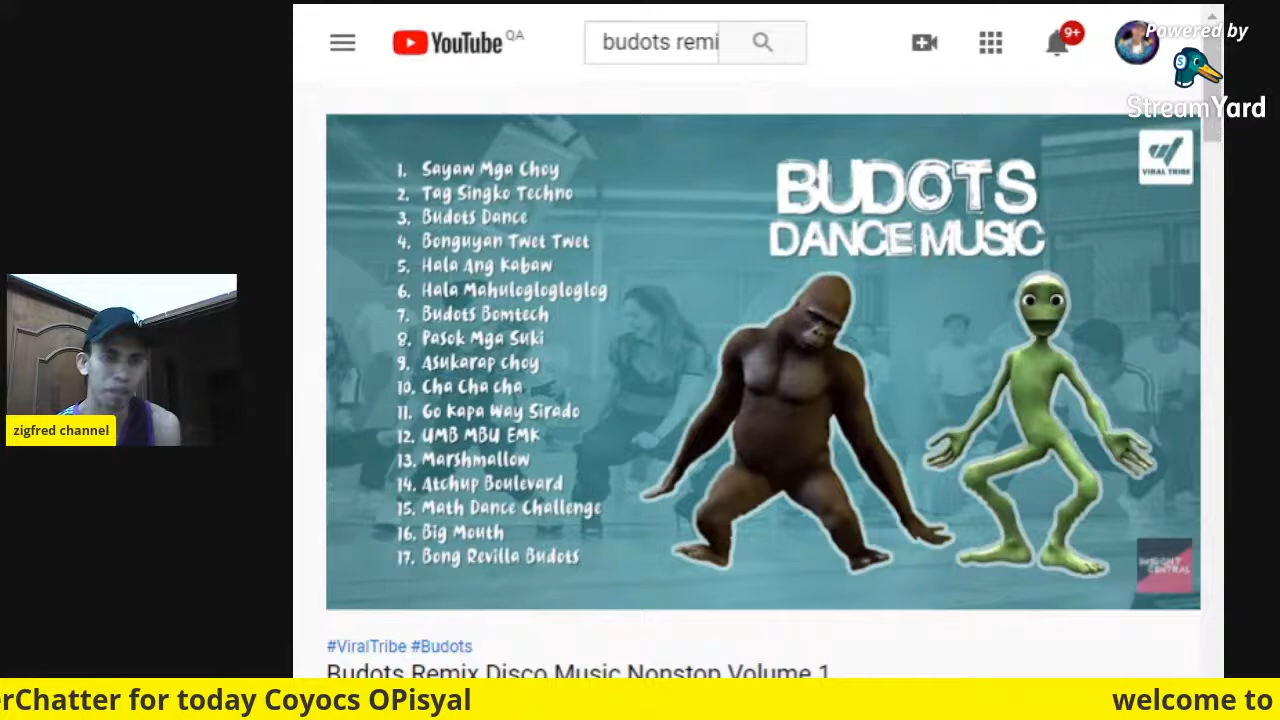 YouTube QA
budots remi
9+
Powered by
StreamYard
VIRAL TRIBE
BUDOTS
DANCE MUSIC
1. Sayaw Mga Choy
2. Tag Singko Techno
3. Budots Dance
4. Bonguyan Twet Twet
5. Hala Ang Kabaw
6. Hala Mahulogloglogloglog
7. Budots Bomtech
8. Pasok Mga Suki
9. Asukarap Choy
10. Cha Cha cha
11. Go Kapa Way Sirado
12. UMB MBU EMK
13. Marshmallow
14. Atchup Boulevard
15. Math Dance Challenge
16. Big Mouth
17. Bong Revilla Budots
zigfred channel
#ViralTribe #Budots
Budots Remix Disco Music Nonstop Volume 1
erChatter for today Coyocs OPisyal
welcome to